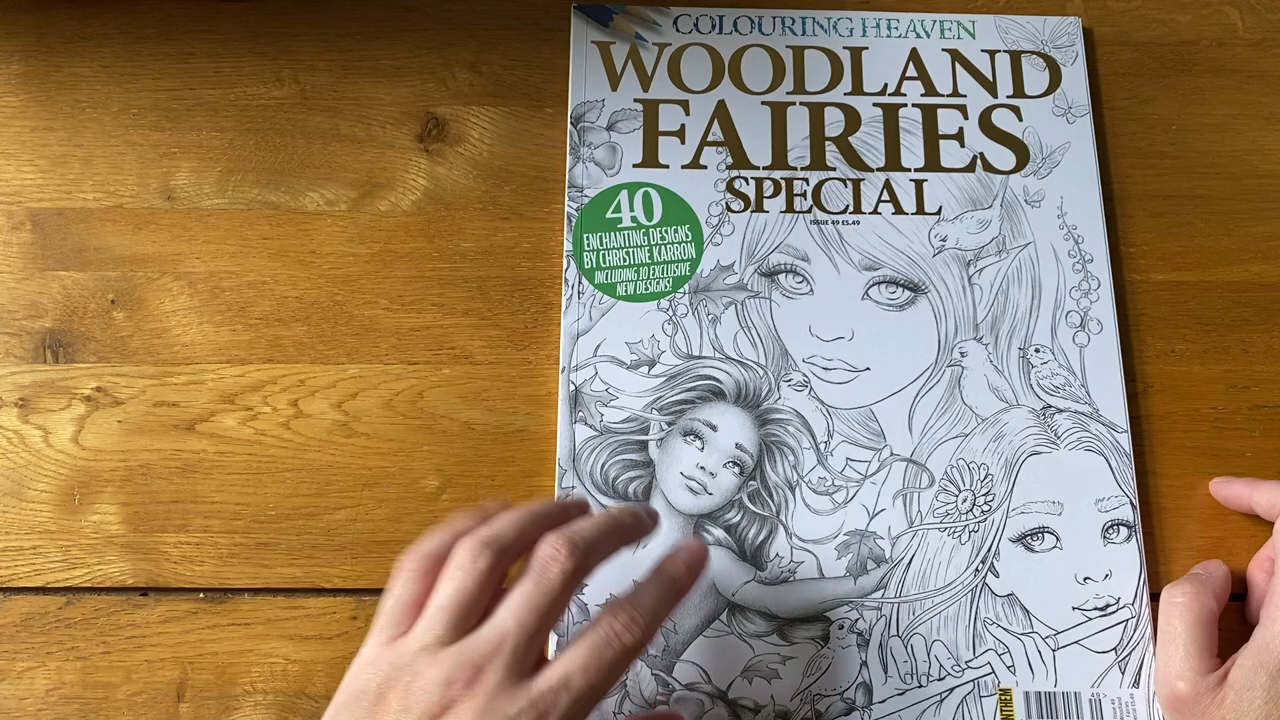 COLOURING HEAVEN
WOODLAND
FAIRIES
SPECIAL
ISSUE 49 £5.49
40
ENCHANTING DESIGNS
BY CHRISTINE KARRON
INCLUDING 10 EXCLUSIVE
NEW DESIGNS!